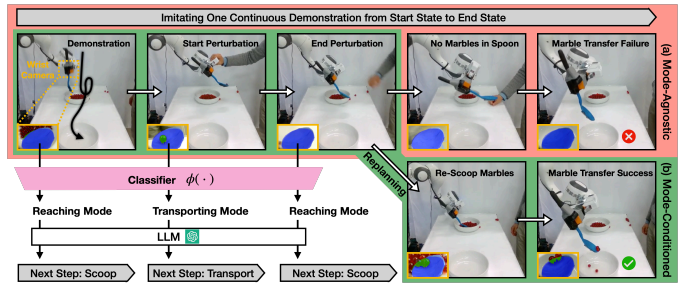 Imitating One Continuous Demonstration from Start State to End State
Demonstration
Start Perturbation
End Perturbation
No Marbles in Spoon
Marble Transfer Failure
(a) Mode-Agnostic
Wrist
Camera
Replanning
Re-Scoop Marbles
Marble Transfer Success
(b) Mode-Conditioned
Classifier ϕ(·)
Reaching Mode
Transporting Mode
Reaching Mode
LLM
Next Step: Scoop
Next Step: Transport
Next Step: Scoop